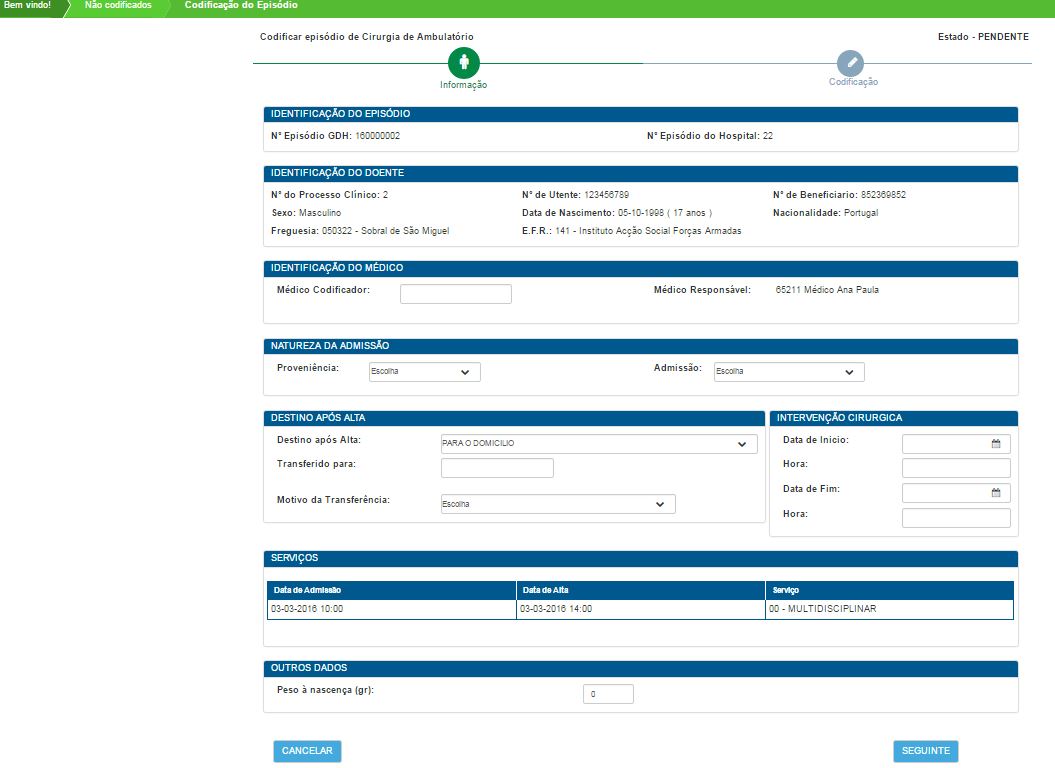 Bem vindo! Não codificados Codificação do Episódio
Codificar episódio de Cirurgia de Ambulatório Estado - PENDENTE
Informação Codificação
IDENTIFICAÇÃO DO EPISÓDIO
Nº Episódio GDH: 160000002 Nº Episódio do Hospital: 22
IDENTIFICAÇÃO DO DOENTE
Nº do Processo Clínico: 2 Nº de Utente: 123456789 Nº de Beneficiario: 852369852
Sexo: Masculino Data de Nascimento: 05-10-1998 ( 17 anos ) Nacionalidade: Portugal
Freguesia: 050322 - Sobral de São Miguel E.F.R.: 141 - Instituto Acção Social Forças Armadas
IDENTIFICAÇÃO DO MÉDICO
Médico Codificador: Médico Responsável: 65211 Médico Ana Paula
NATUREZA DA ADMISSÃO
Proveniência: Escolha Admissão: Escolha
DESTINO APÓS ALTA INTERVENÇÃO CIRURGICA
Destino após Alta: PARA O DOMICILIO Data de Inicio:
Transferido para: Hora:
Data de Fim:
Motivo da Transferência: Escolha
Hora:
SERVIÇOS
Data de Admissão Data de Alta Serviço
03-03-2016 10:00 03-03-2016 14:00 00 - MULTIDISCIPLINAR
OUTROS DADOS
Peso à nascença (gr): 0
CANCELAR SEGUINTE